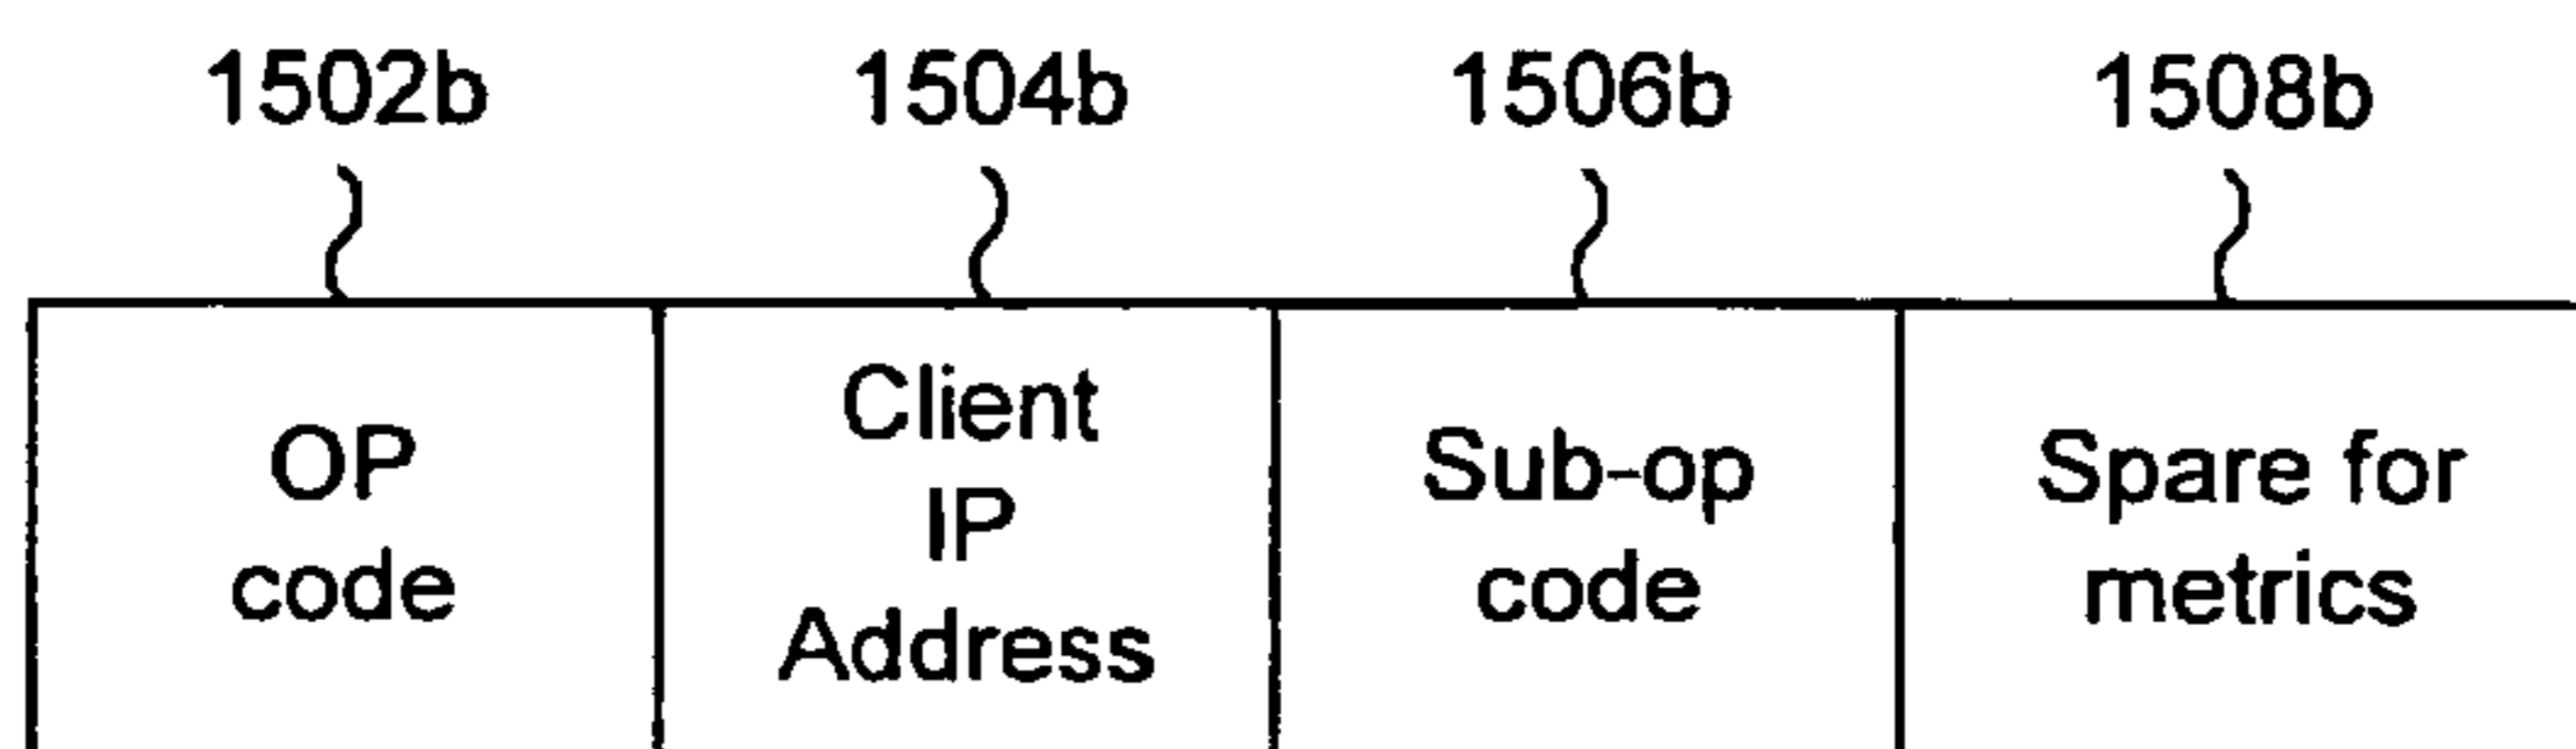 1502b 1504b 1506b 1508b
OP
code
Client
IP
Address
Sub-op
code
Spare for
metrics